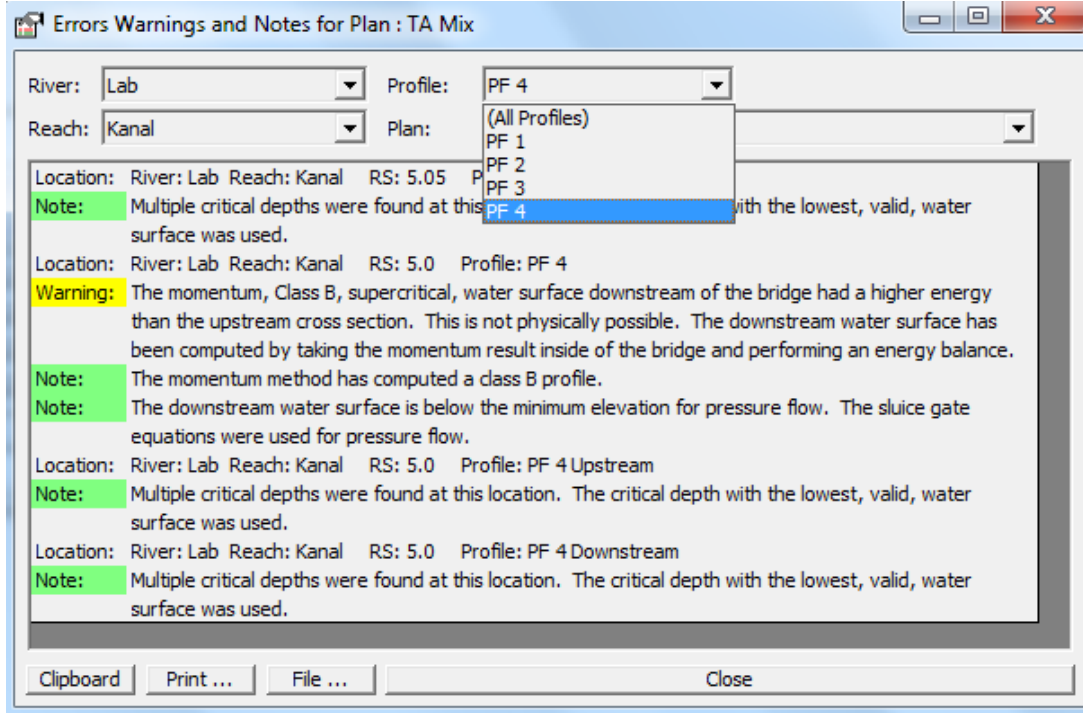 Errors Warnings and Notes for Plan : TA Mix
River: Lab Profile: PF 4
(All Profiles)
Reach: Kanal Plan:
PF 1
PF 2
PF 3
PF 4
Location: River: Lab Reach: Kanal RS: 5.05 P
Note: Multiple critical depths were found at this with the lowest, valid, water
surface was used.
Location: River: Lab Reach: Kanal RS: 5.0 Profile: PF 4
Warning: The momentum, Class B, supercritical, water surface downstream of the bridge had a higher energy
than the upstream cross section. This is not physically possible. The downstream water surface has
been computed by taking the momentum result inside of the bridge and performing an energy balance.
Note: The momentum method has computed a class B profile.
Note: The downstream water surface is below the minimum elevation for pressure flow. The sluice gate
equations were used for pressure flow.
Location: River: Lab Reach: Kanal RS: 5.0 Profile: PF 4 Upstream
Note: Multiple critical depths were found at this location. The critical depth with the lowest, valid, water
surface was used.
Location: River: Lab Reach: Kanal RS: 5.0 Profile: PF 4 Downstream
Note: Multiple critical depths were found at this location. The critical depth with the lowest, valid, water
surface was used.
Clipboard Print ... File ... Close